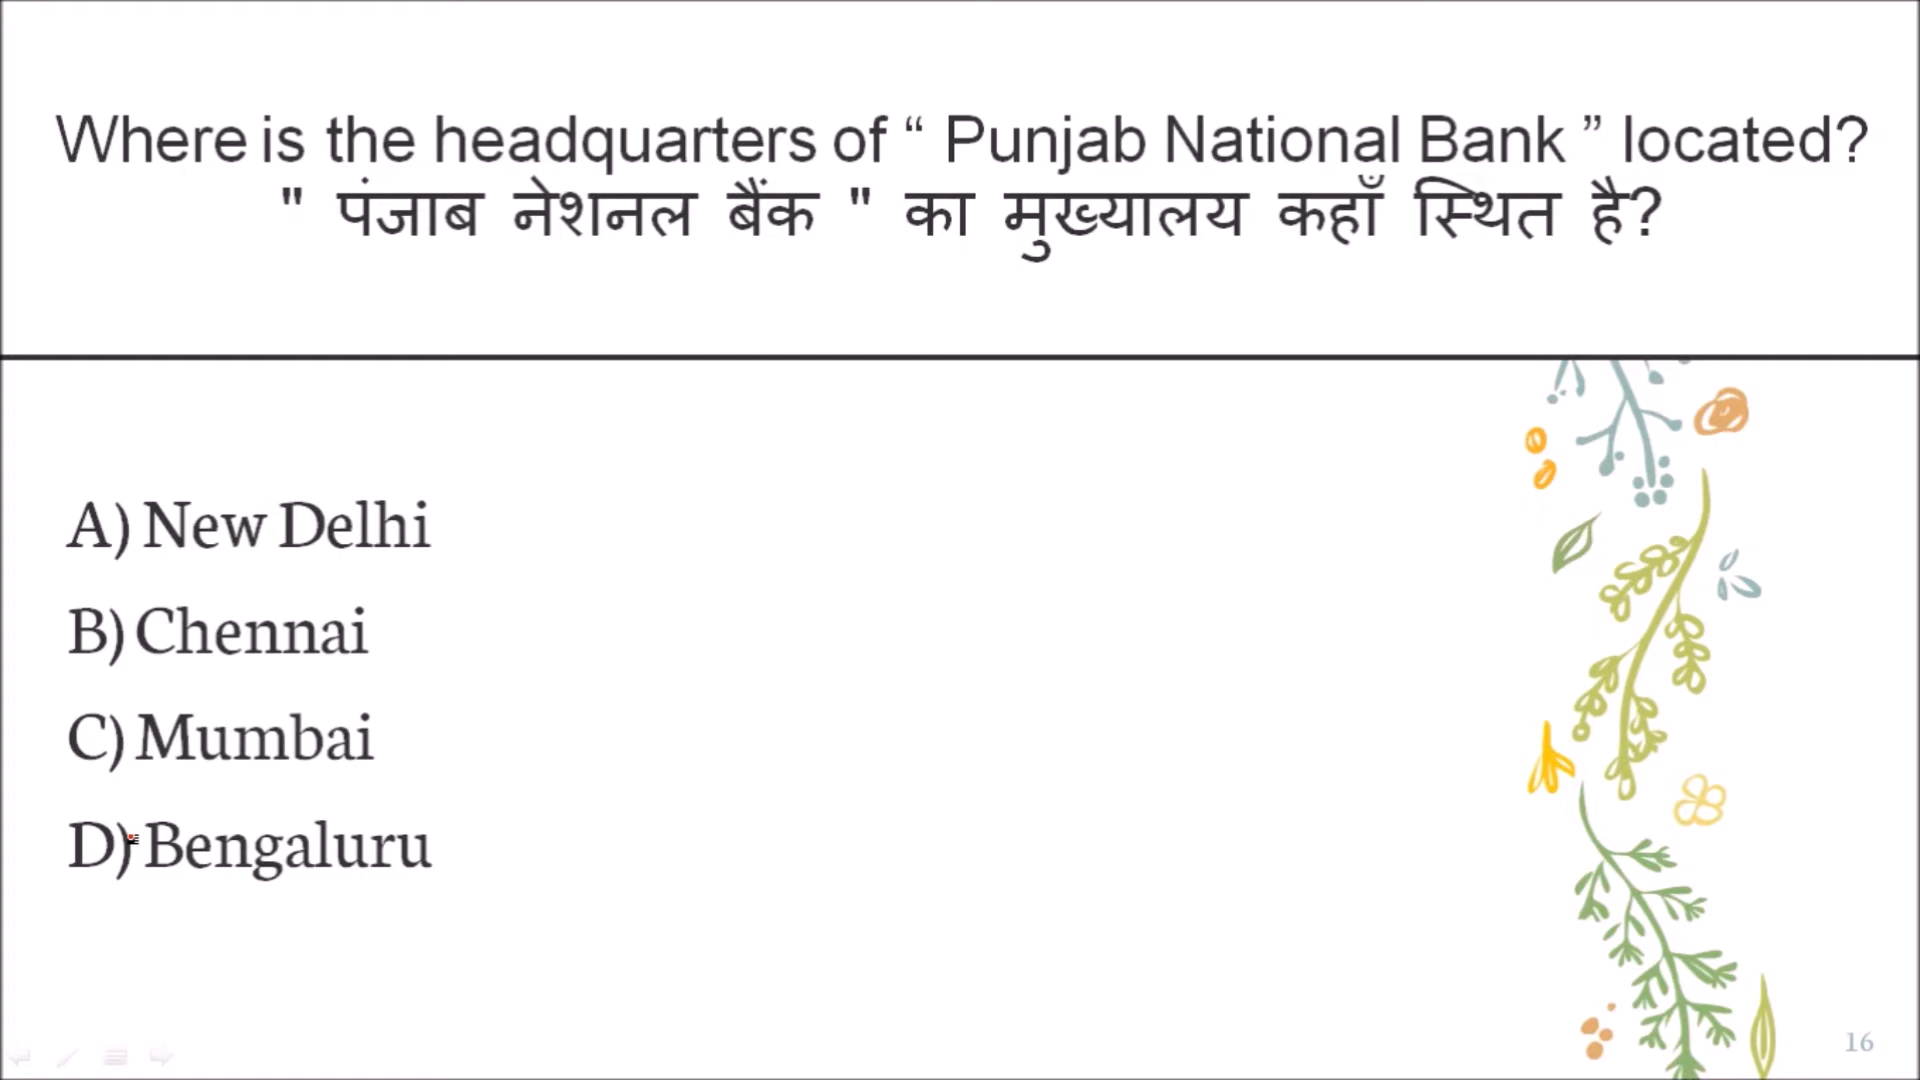 Where is the headquarters of “ Punjab National Bank ” located?
" पंजाब नेशनल बैंक " का मुख्यालय कहाँ स्थित है?
A) New Delhi
B) Chennai
C) Mumbai
D) Bengaluru
16